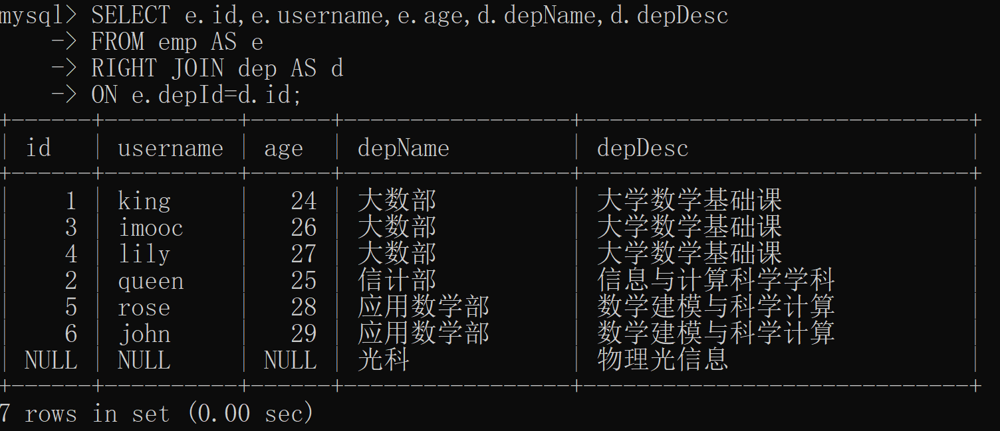 mysql> SELECT e.id,e.username,e.age,d.depName,d.depDesc
    -> FROM emp AS e
    -> RIGHT JOIN dep AS d
    -> ON e.depId=d.id;
+------+----------+------+-----------------+-----------------------------+
| id   | username | age  | depName         | depDesc                     |
+------+----------+------+-----------------+-----------------------------+
|    1 | king     |   24 | 大数部          | 大学数学基础课              |
|    3 | imooc    |   26 | 大数部          | 大学数学基础课              |
|    4 | lily     |   27 | 大数部          | 大学数学基础课              |
|    2 | queen    |   25 | 信计部          | 信息与计算科学学科          |
|    5 | rose     |   28 | 应用数学部      | 数学建模与科学计算          |
|    6 | john     |   29 | 应用数学部      | 数学建模与科学计算          |
| NULL | NULL     | NULL | 光科            | 物理光信息                  |
+------+----------+------+-----------------+-----------------------------+
7 rows in set (0.00 sec)